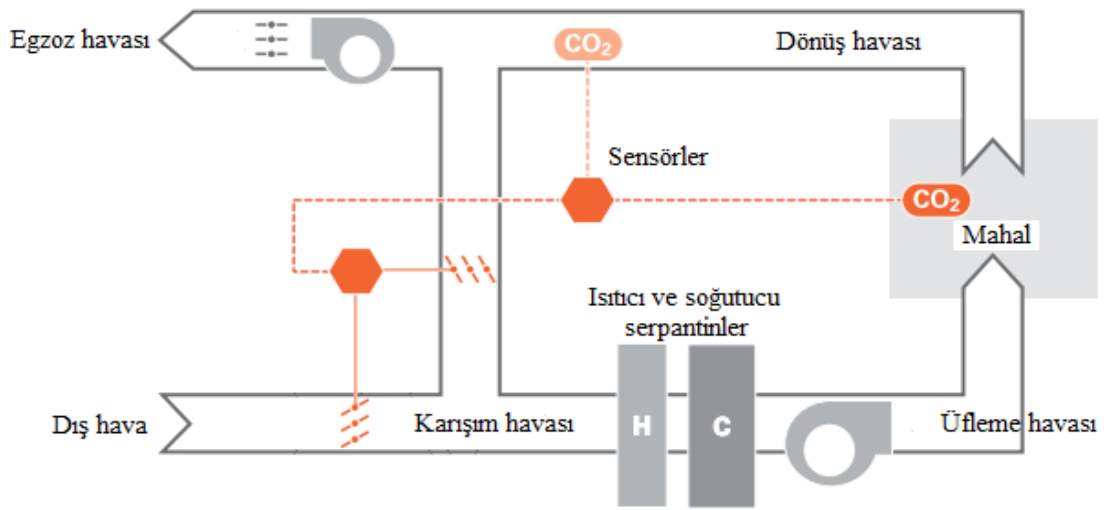 Egzoz havası
CO₂
Dönüş havası
Sensörler
CO₂
Mahal
Isıtıcı ve soğutucu
serpantinler
Dış hava
Karışım havası
H
C
Üfleme havası